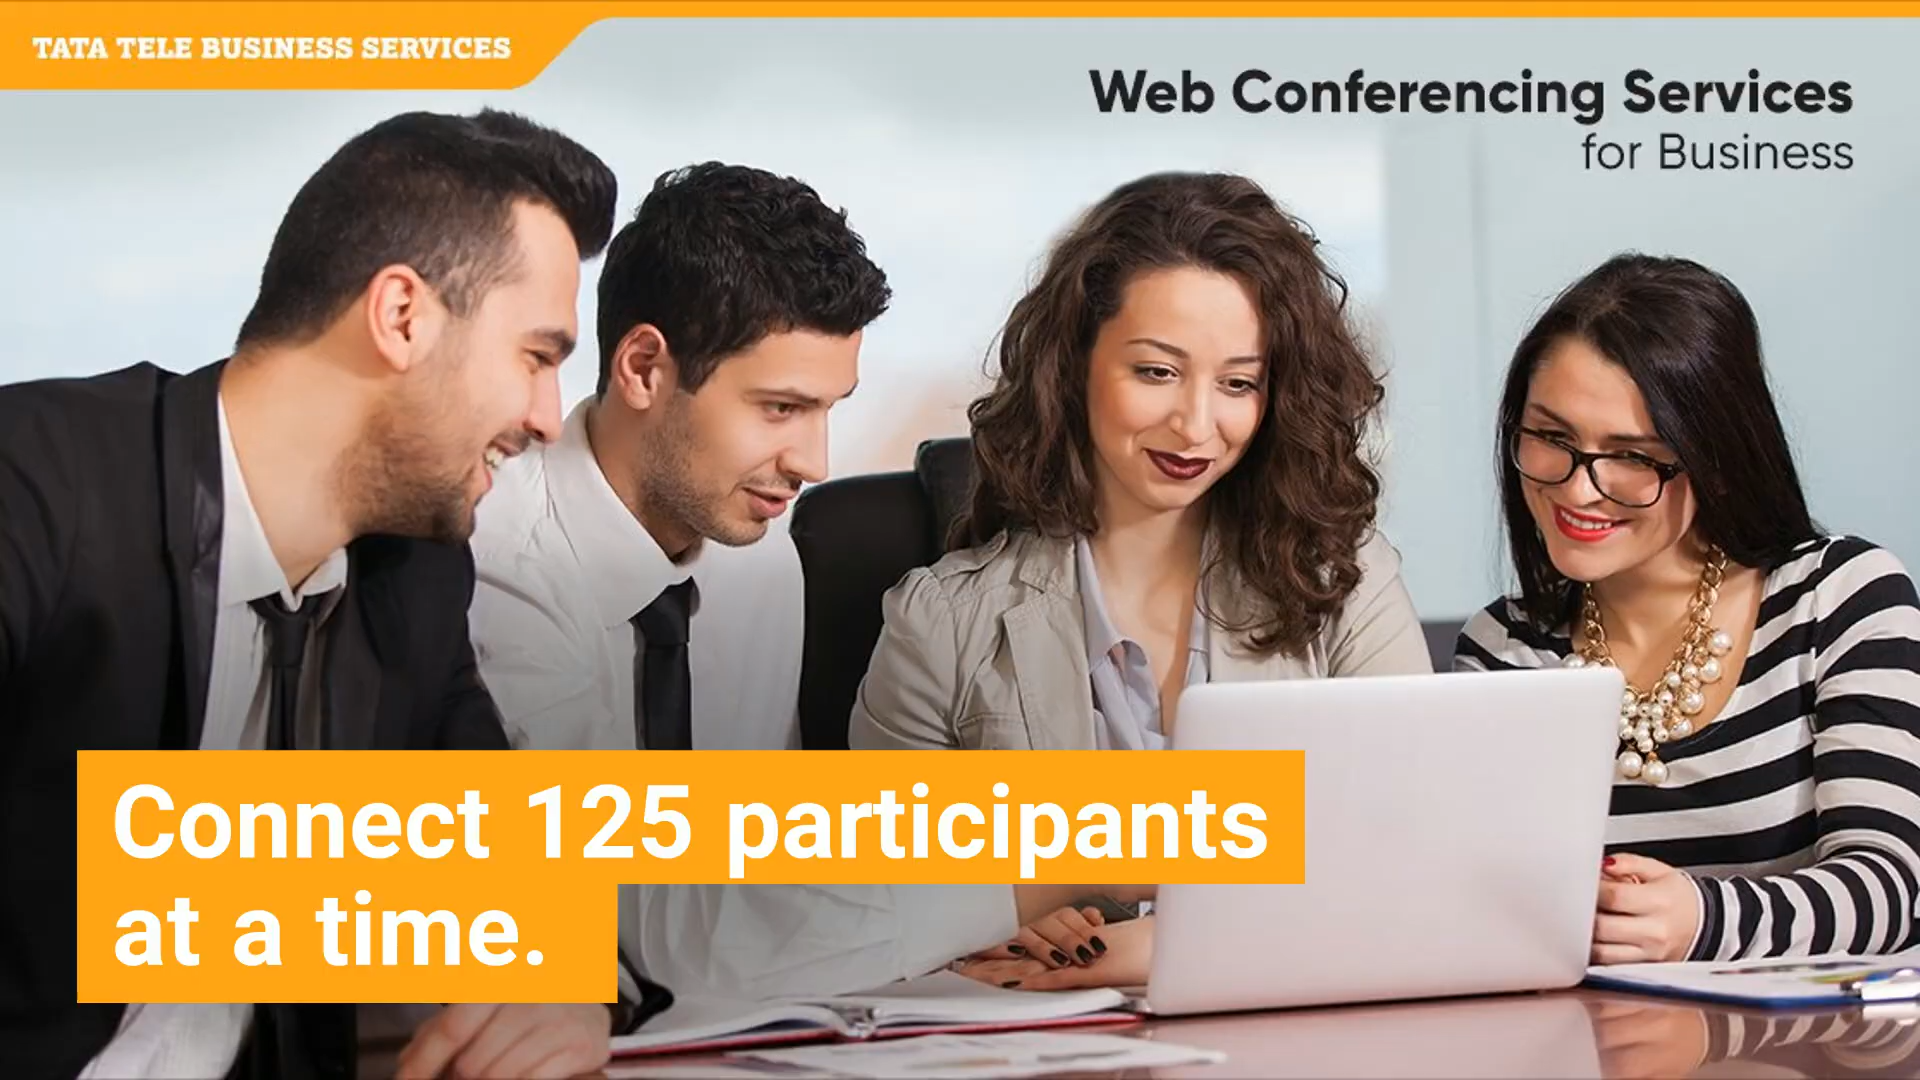 TATA TELE BUSINESS SERVICES
Web Conferencing Services
for Business
Connect 125 participants
at a time.